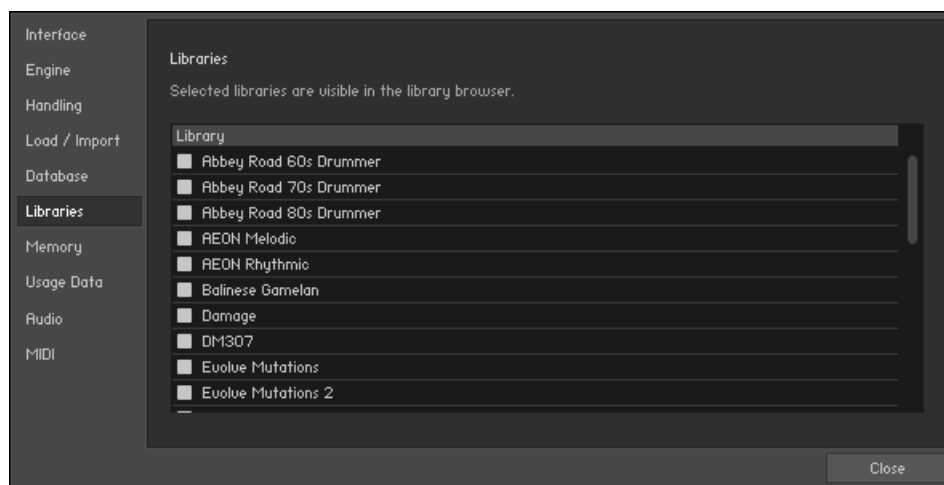 Interface
Engine
Handling
Load / Import
Database
Libraries
Memory
Usage Data
Audio
MIDI
Libraries
Selected libraries are visible in the library browser.
Library
Abbey Road 60s Drummer
Abbey Road 70s Drummer
Abbey Road 80s Drummer
AEON Melodic
AEON Rhythmic
Balinese Gamelan
Damage
DM307
Evolve Mutations
Evolve Mutations 2
Close